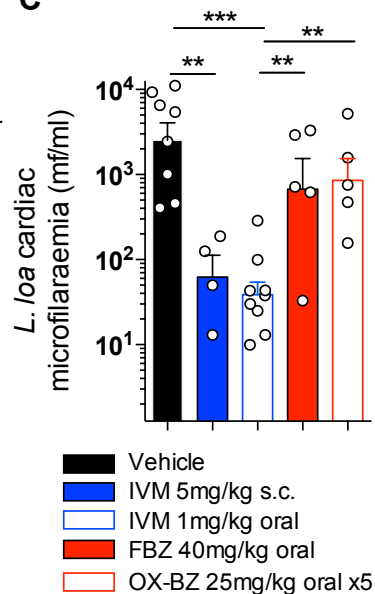 C
***
**
**
**
10⁴
10³
10²
10¹
L. loa cardiac
microfilaraemia (mf/ml)
Vehicle
IVM 5mg/kg s.c.
IVM 1mg/kg oral
FBZ 40mg/kg oral
OX-BZ 25mg/kg oral x5